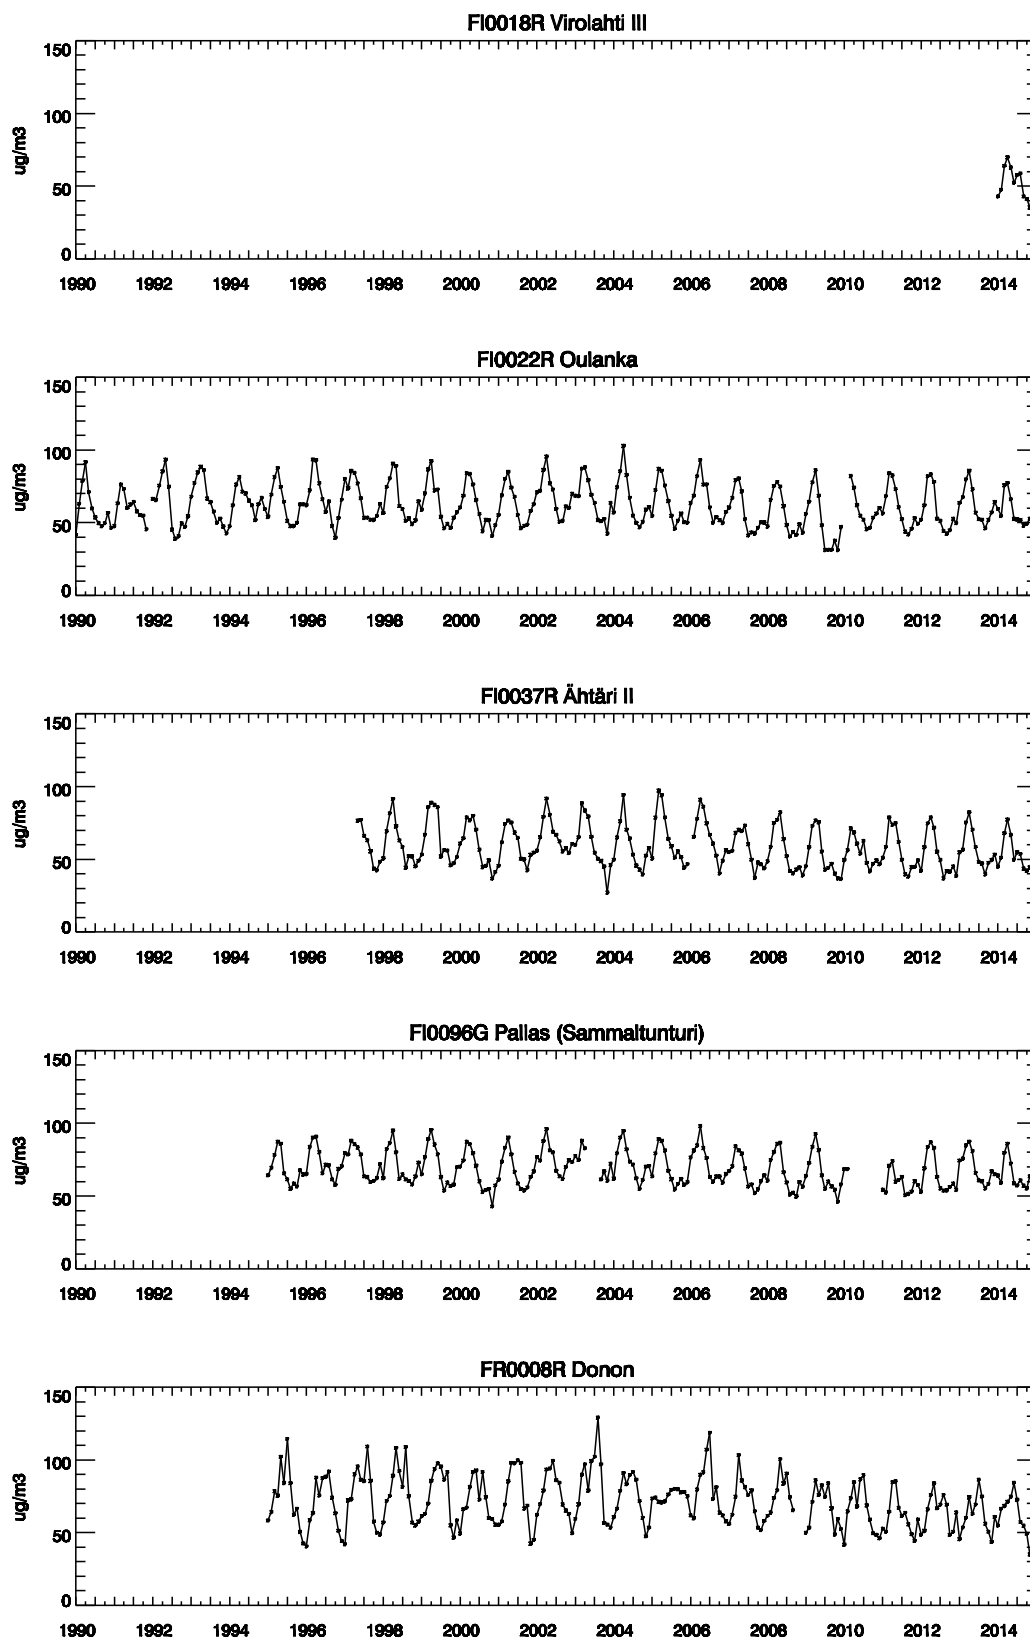 FI0018R Virolahti III
150
100
50
0
ug/m3
1990 1992 1994 1996 1998 2000 2002 2004 2006 2008 2010 2012 2014
FI0022R Oulanka
150
100
50
0
ug/m3
1990 1992 1994 1996 1998 2000 2002 2004 2006 2008 2010 2012 2014
FI0037R Ähtäri II
150
100
50
0
ug/m3
1990 1992 1994 1996 1998 2000 2002 2004 2006 2008 2010 2012 2014
FI0096G Pallas (Sammaltunturi)
150
100
50
0
ug/m3
1990 1992 1994 1996 1998 2000 2002 2004 2006 2008 2010 2012 2014
FR0008R Donon
150
100
50
0
ug/m3
1990 1992 1994 1996 1998 2000 2002 2004 2006 2008 2010 2012 2014